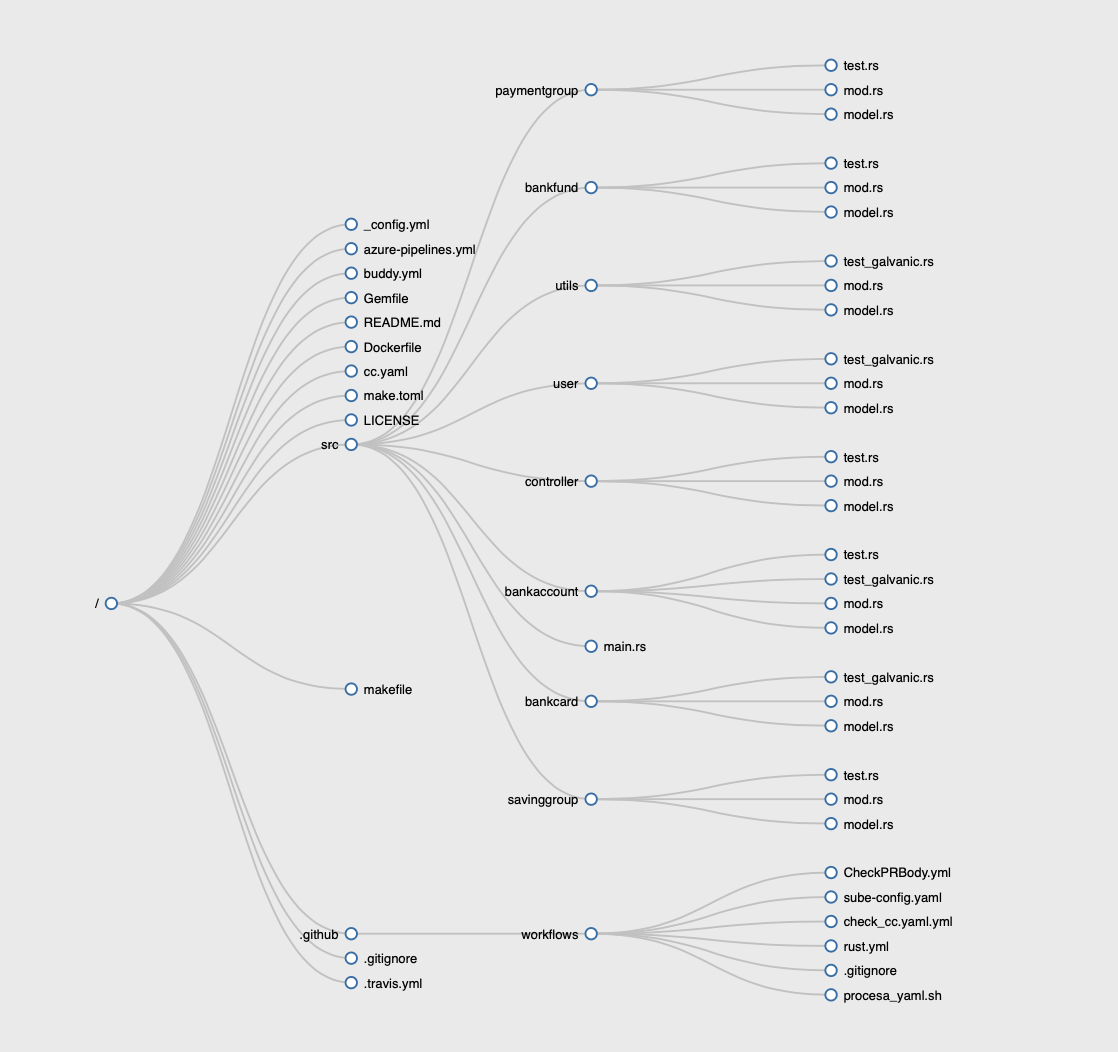 /
_config.yml
azure-pipelines.yml
buddy.yml
Gemfile
README.md
Dockerfile
cc.yaml
make.toml
LICENSE
src
paymentgroup
test.rs
mod.rs
model.rs
bankfund
test.rs
mod.rs
model.rs
utils
test_galvanic.rs
mod.rs
model.rs
user
test_galvanic.rs
mod.rs
model.rs
controller
test.rs
mod.rs
model.rs
bankaccount
test.rs
test_galvanic.rs
mod.rs
model.rs
main.rs
bankcard
test_galvanic.rs
mod.rs
model.rs
savinggroup
test.rs
mod.rs
model.rs
makefile
.github
workflows
CheckPRBody.yml
sube-config.yaml
check_cc.yaml.yml
rust.yml
.gitignore
procesa_yaml.sh
.gitignore
.travis.yml